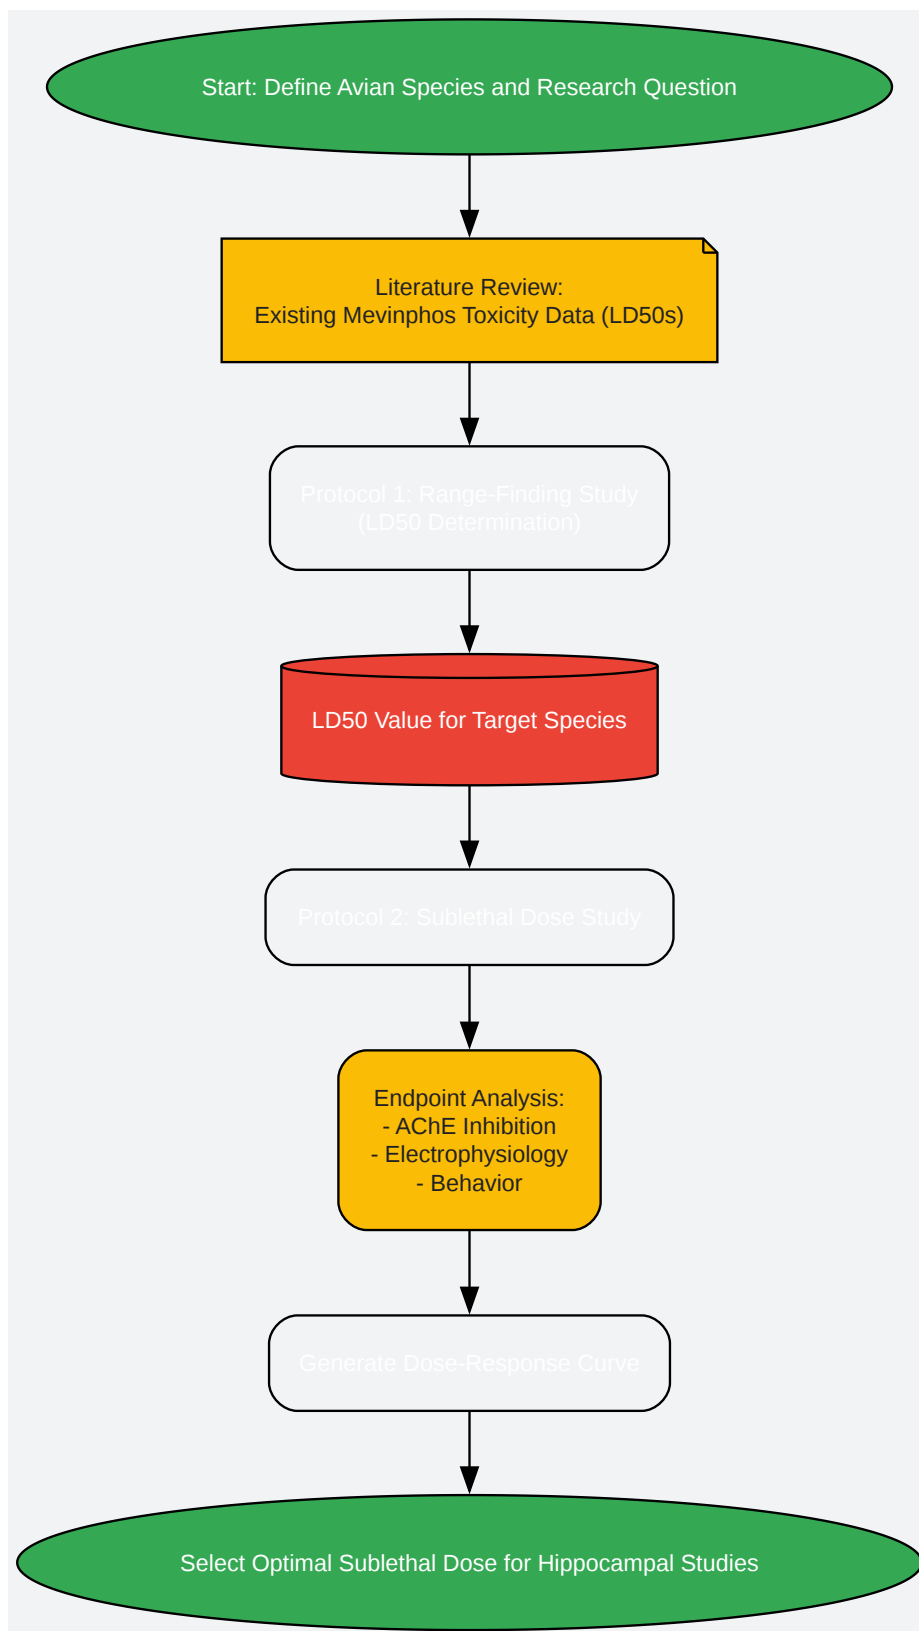 Start: Define Avian Species and Research Question
Literature Review:
Existing Mevinphos Toxicity Data (LD50s)
Protocol 1: Range-Finding Study
(LD50 Determination)
LD50 Value for Target Species
Protocol 2: Sublethal Dose Study
Endpoint Analysis:
- AChE Inhibition
- Electrophysiology
- Behavior
Generate Dose-Response Curve
Select Optimal Sublethal Dose for Hippocampal Studies